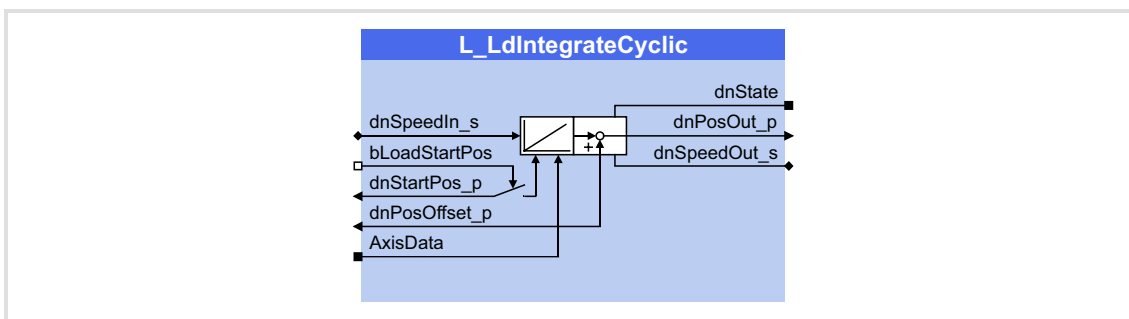 L_LdIntegrateCyclic
dnState
dnSpeedIn_s
dnPosOut_p
bLoadStartPos
dnSpeedOut_s
dnStartPos_p
dnPosOffset_p
AxisData
+